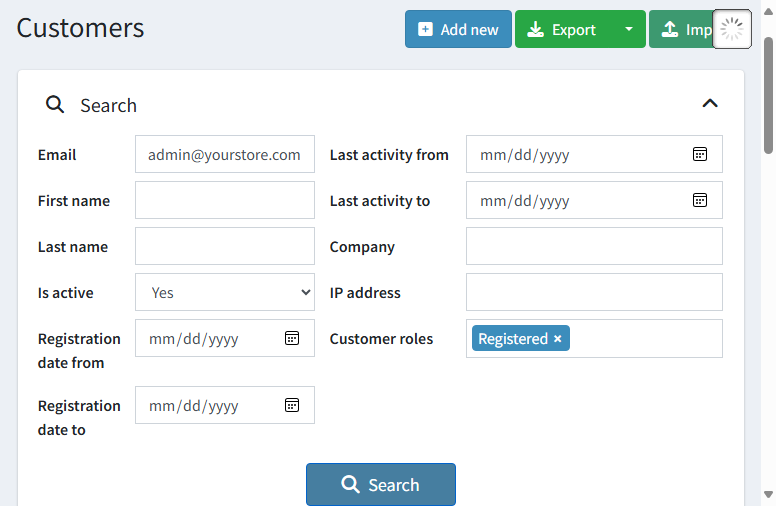 Customers
Add new
Export
Imp
Search
Email admin@yourstore.com Last activity from mm/dd/yyyy
First name Last activity to mm/dd/yyyy
Last name Company
Is active Yes IP address
Registration date from mm/dd/yyyy Customer roles Registered ×
Registration date to mm/dd/yyyy
Search